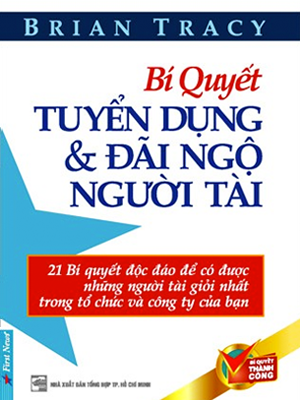 BRIAN TRACY
Bí Quyết
TUYỂN DỤNG
& ĐÃI NGỘ
NGƯỜI TÀI
21 Bí quyết độc đáo để có được
những người tài giỏi nhất
trong tổ chức và công ty của bạn
First News
NHÀ XUẤT BẢN TỔNG HỢP TP. HỒ CHÍ MINH
BÍ QUYẾT
THÀNH
CÔNG